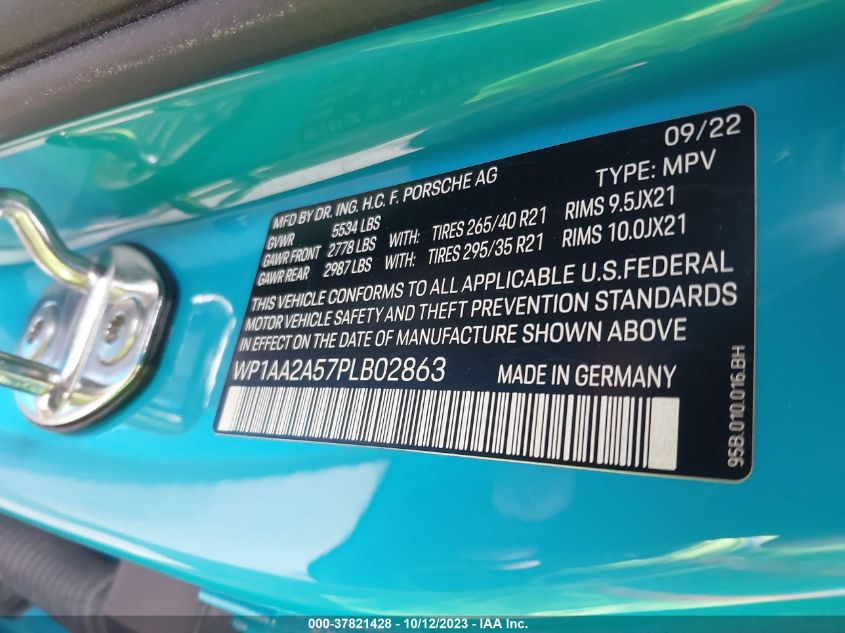 09/22
MFD BY DR. ING. H.C. F. PORSCHE AG TYPE: MPV
GVWR 5534 LBS
GAWR FRONT 2778 LBS WITH: TIRES 265/40 R21 RIMS 9.5JX21
GAWR REAR 2987 LBS WITH: TIRES 295/35 R21 RIMS 10.0JX21
THIS VEHICLE CONFORMS TO ALL APPLICABLE U.S.FEDERAL
MOTOR VEHICLE SAFETY AND THEFT PREVENTION STANDARDS
IN EFFECT ON THE DATE OF MANUFACTURE SHOWN ABOVE
WP1AA2A57PLB02863 MADE IN GERMANY
95B.010.016.BH
000-37821428 - 10/12/2023 - IAA Inc.